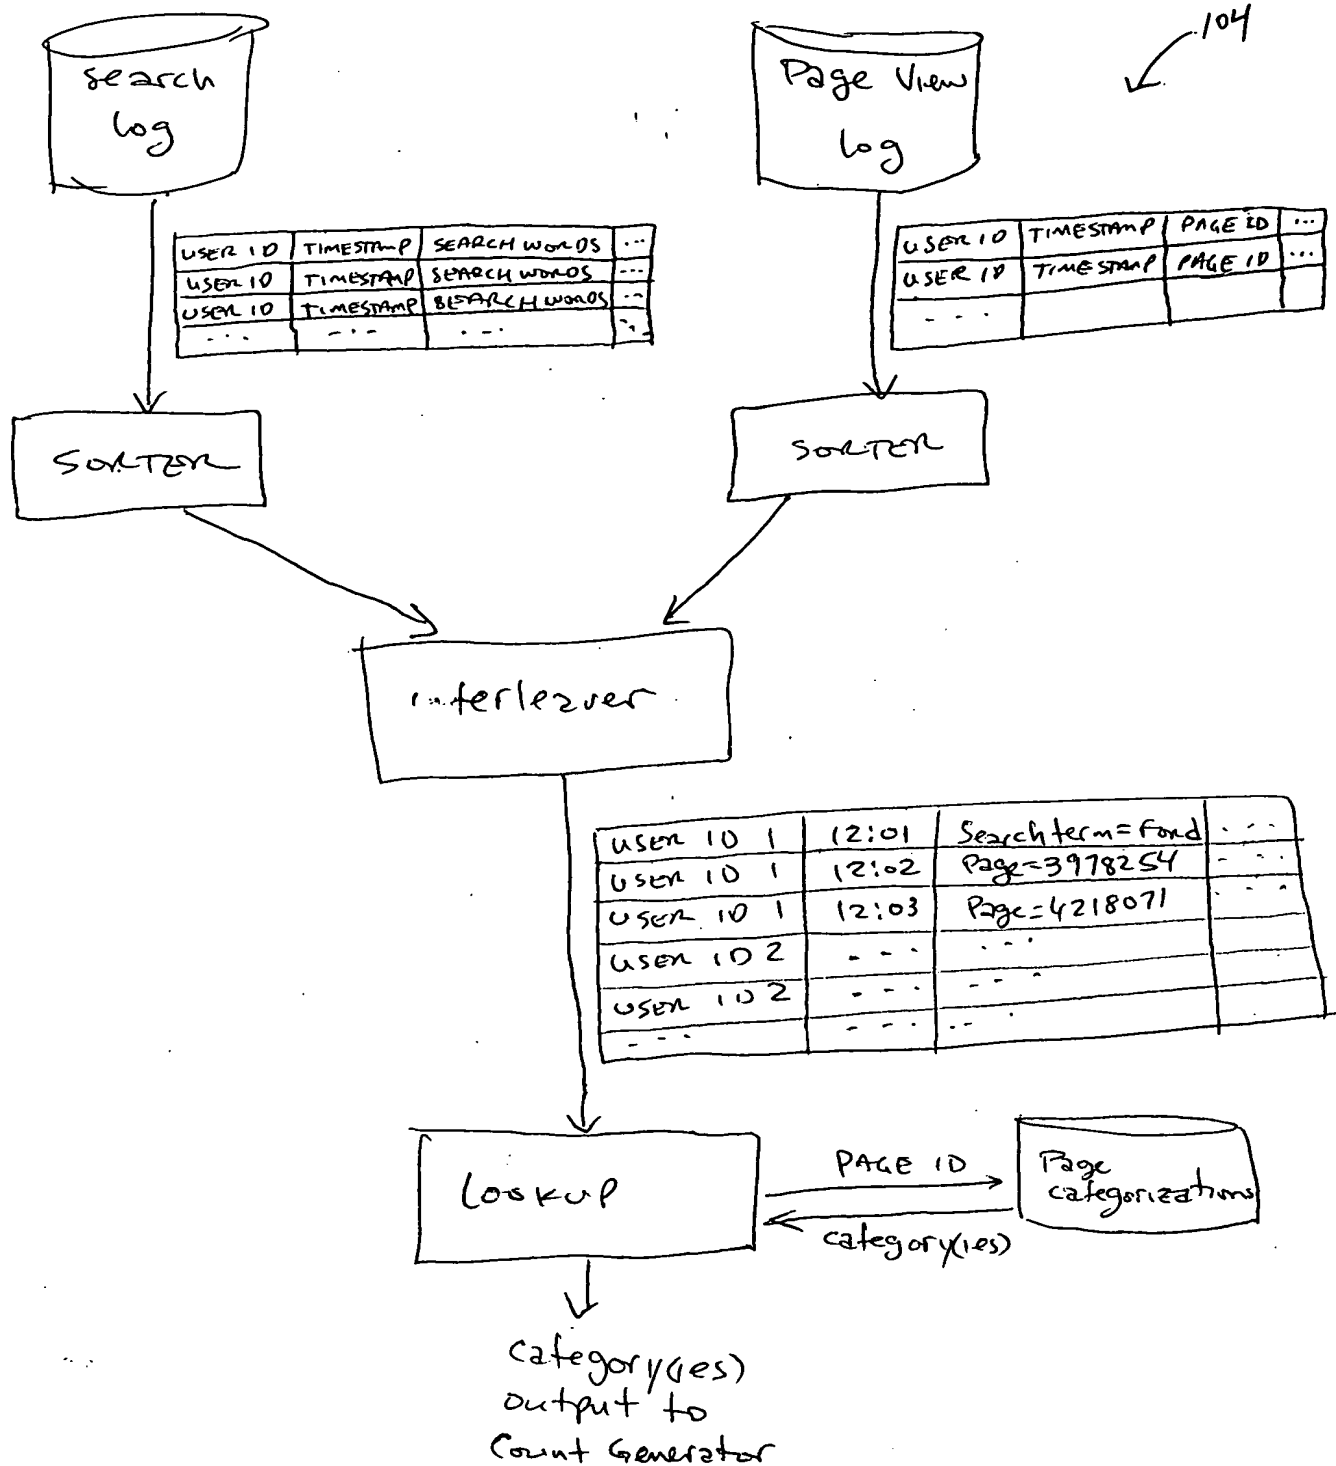 104
Search
log
Page View
log
USER ID TIMESTAMP SEARCH WORDS ...
USER ID TIMESTAMP SEARCH WORDS ...
USER ID TIMESTAMP SEARCH WORDS ...
... ... ... ...
USER ID TIMESTAMP PAGE ID ...
USER ID TIMESTAMP PAGE ID ...
...
SORTER
SORTER
interleaver
USER ID 1 12:01 Search term = Ford ...
USER ID 1 12:02 Page=3978254 ...
USER ID 1 12:03 Page=4218071 ...
USER ID 2 ... ...
USER ID 2 ... ...
... ... ...
Lookup
PAGE ID
category(ies)
Page
categorizations
category(ies)
output to
Count Generator